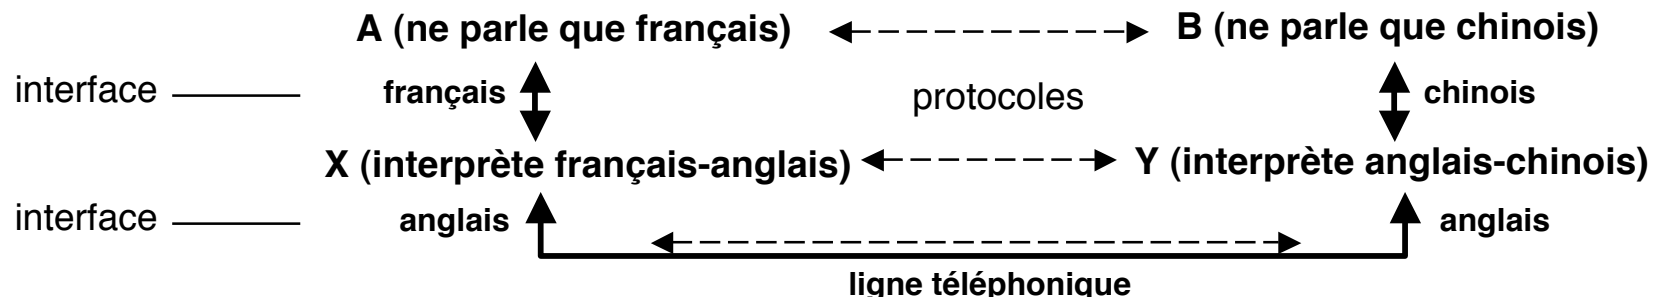 A (ne parle que français) B (ne parle que chinois)
interface français protocoles chinois
X (interprète français-anglais) Y (interprète anglais-chinois)
interface anglais anglais
ligne téléphonique